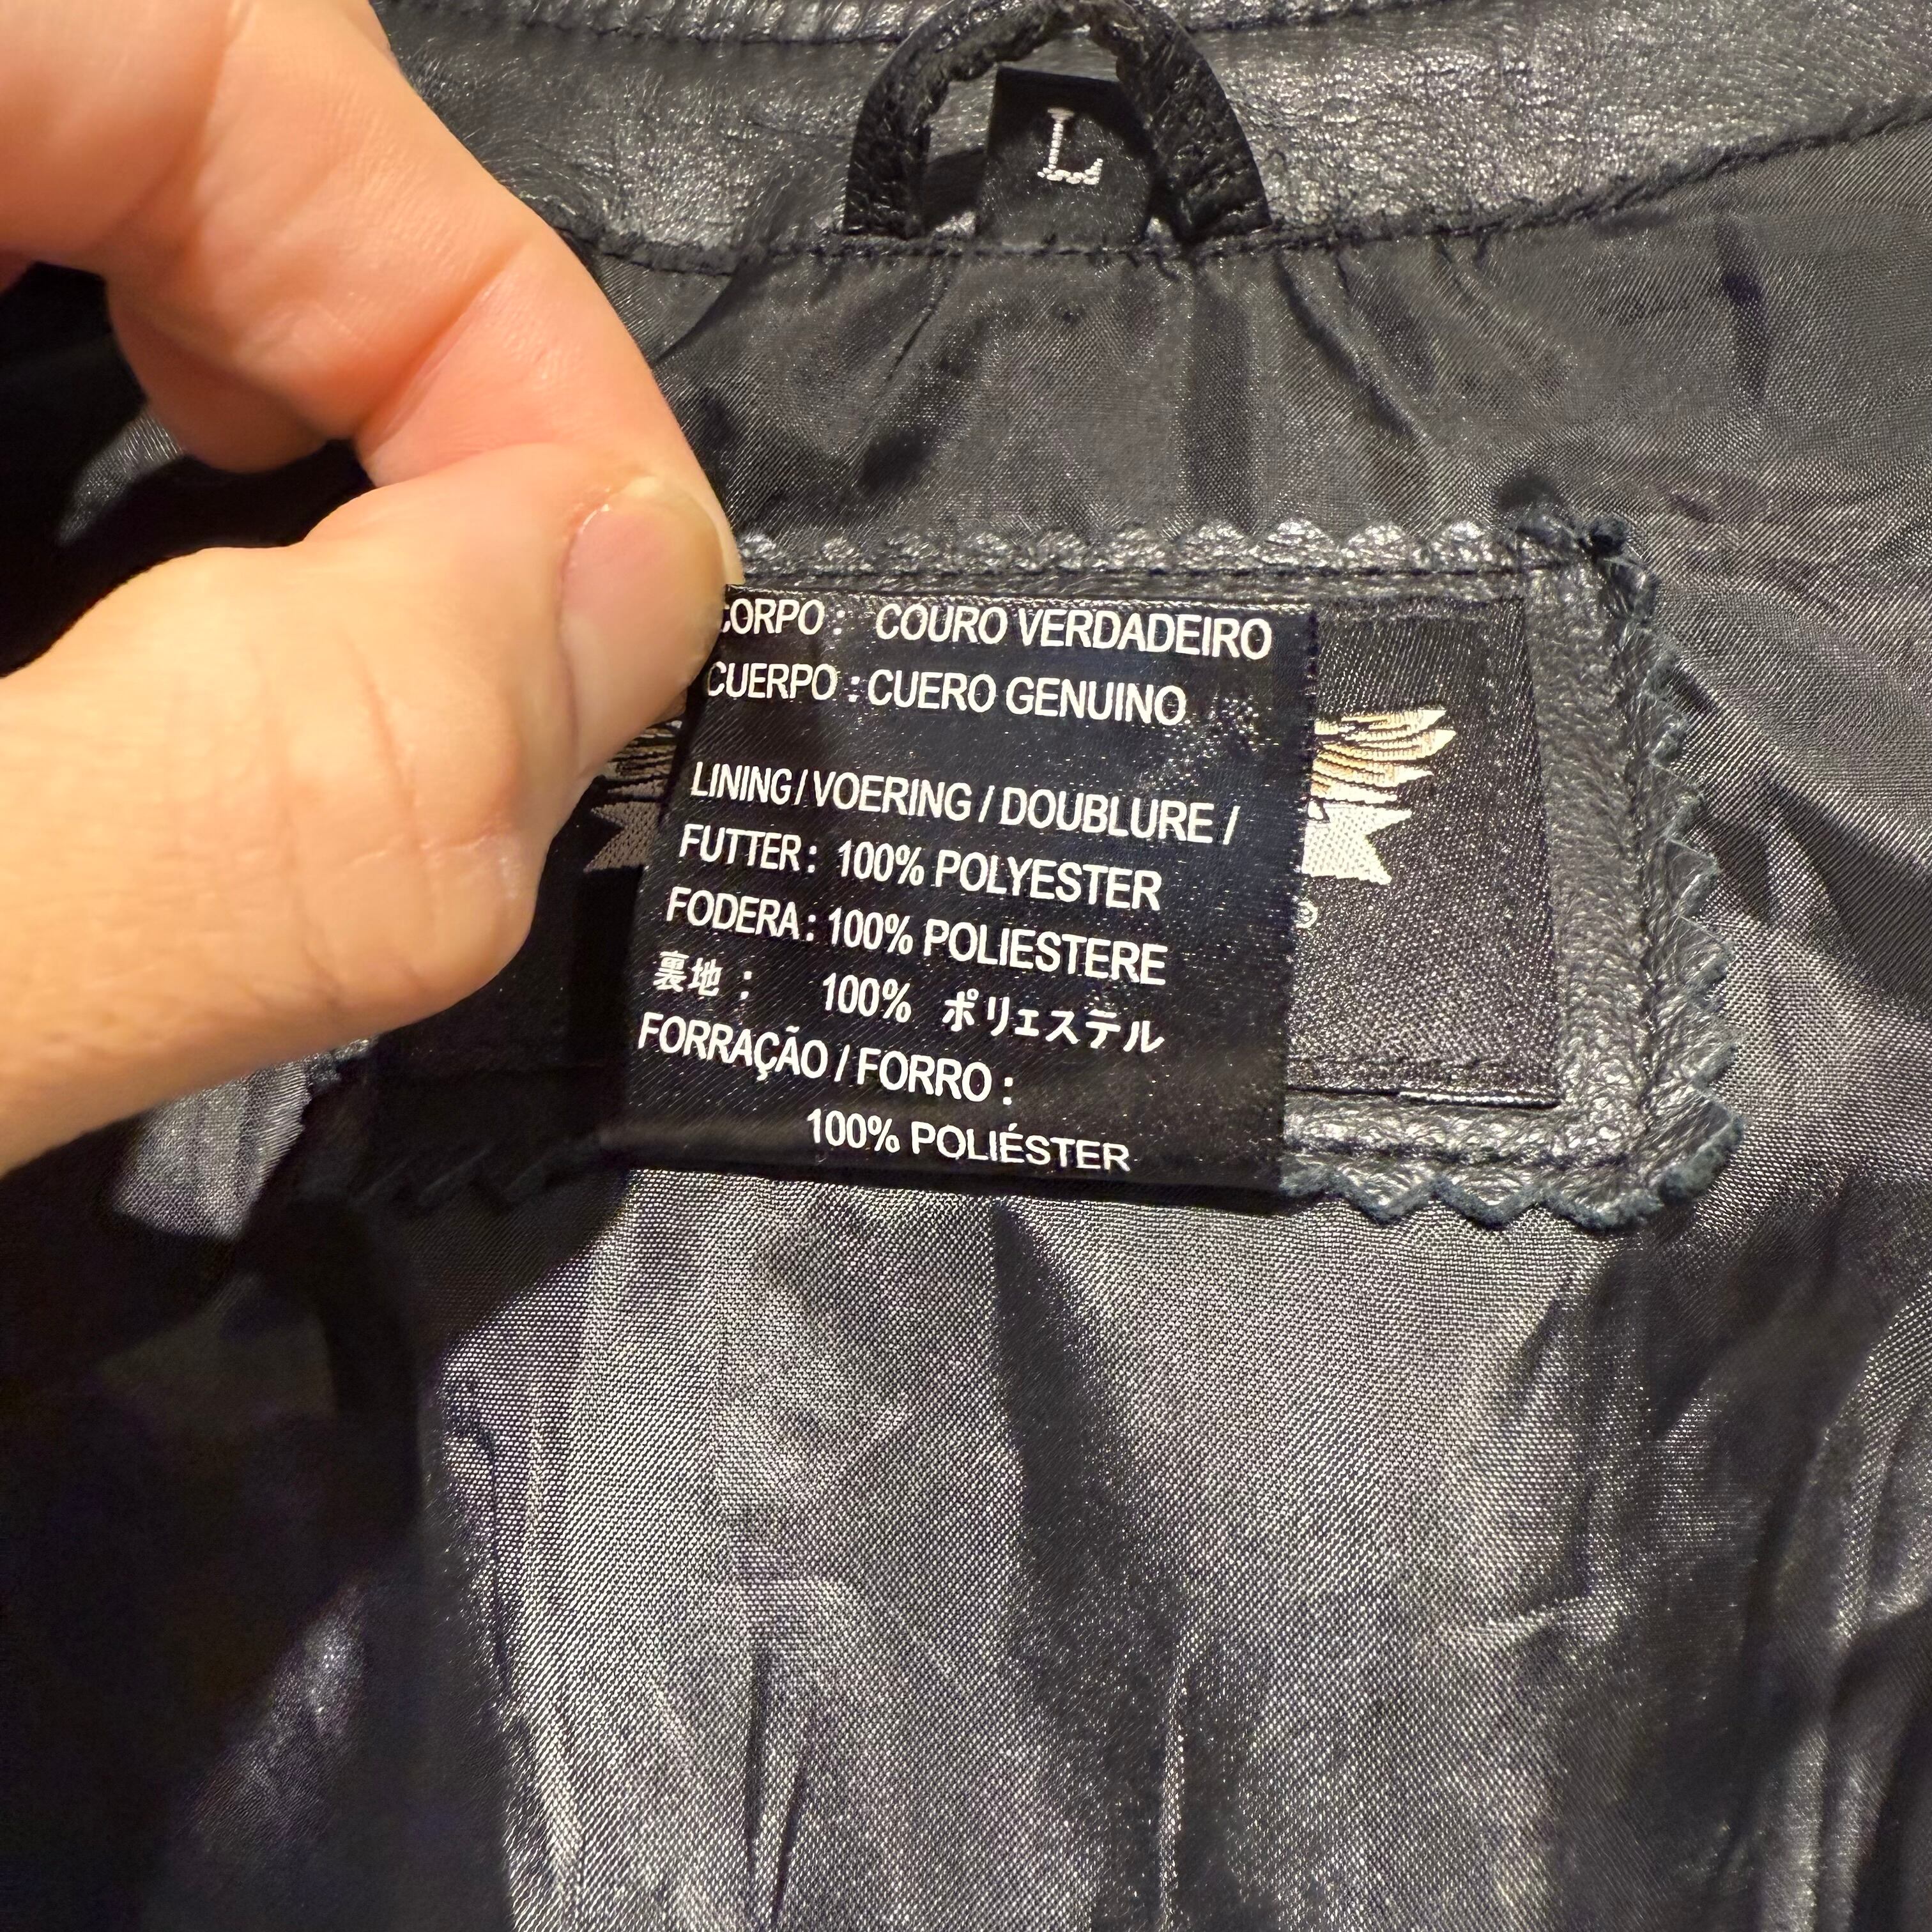 L
CORPO : COURO VERDADEIRO
CUERPO : CUERO GENUINO
LINING / VOERING / DOUBLURE /
FUTTER : 100% POLYESTER
FODERA : 100% POLIESTERE
裏地 : 100% ポリェステル
FORRAÇÃO / FORRO :
100% POLIÉSTER
®